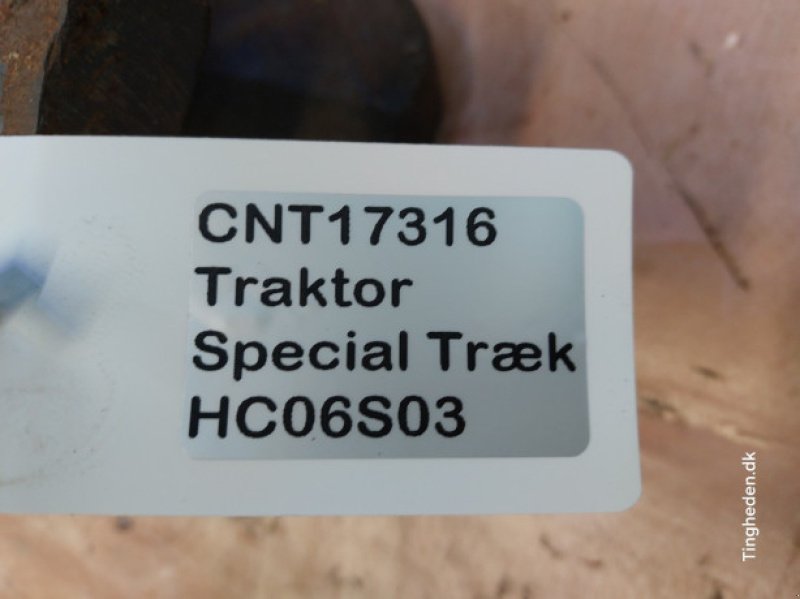 CNT17316
Traktor
Special Træk
HC06S03
Tingheden.dk